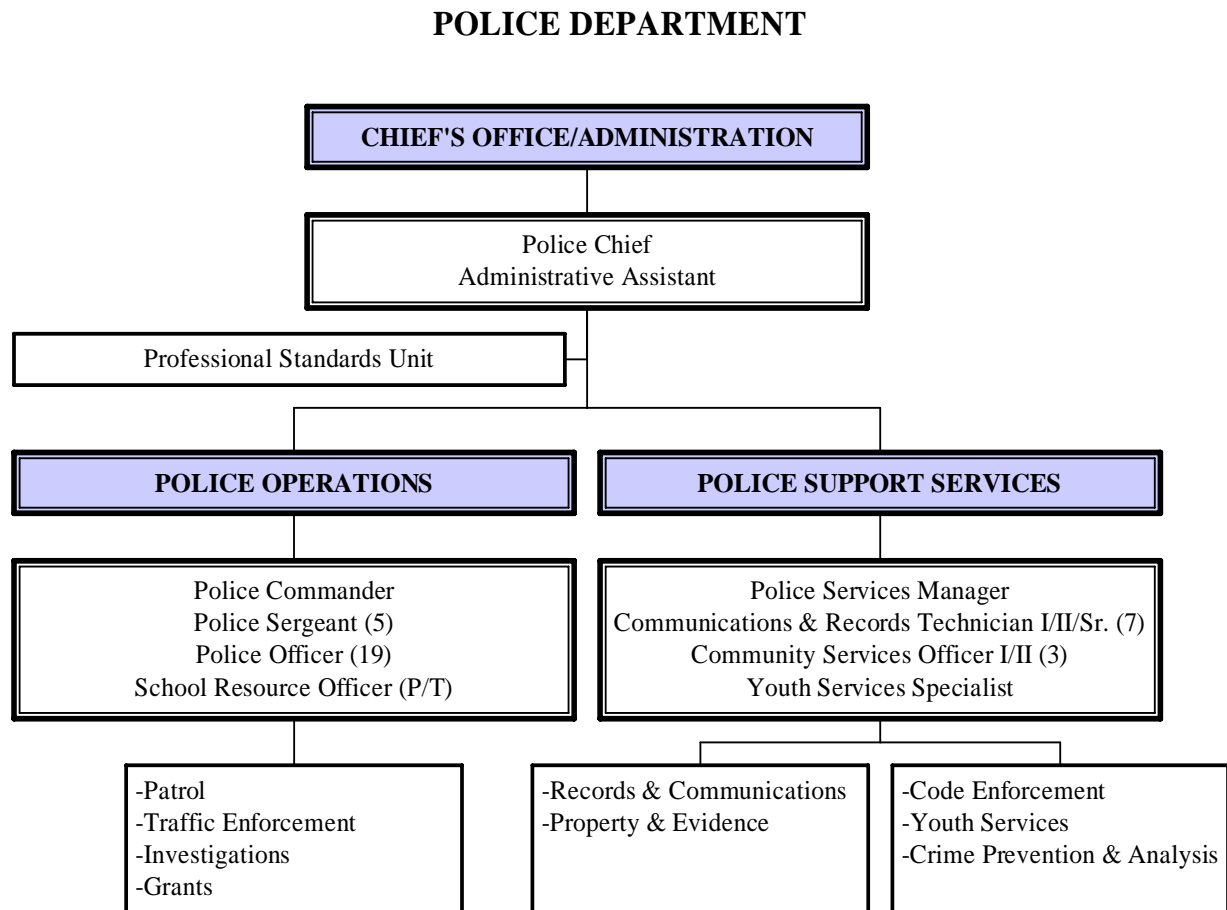 POLICE DEPARTMENT
CHIEF'S OFFICE/ADMINISTRATION
Police Chief
Administrative Assistant
Professional Standards Unit
POLICE OPERATIONS
Police Commander
Police Sergeant (5)
Police Officer (19)
School Resource Officer (P/T)
-Patrol
-Traffic Enforcement
-Investigations
-Grants
POLICE SUPPORT SERVICES
Police Services Manager
Communications & Records Technician I/II/Sr. (7)
Community Services Officer I/II (3)
Youth Services Specialist
-Records & Communications
-Property & Evidence
-Code Enforcement
-Youth Services
-Crime Prevention & Analysis